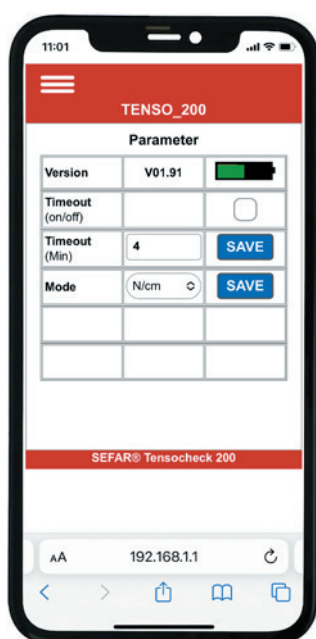 11:01
TENSO_200
Parameter
Version V01.91
Timeout
(on/off)
Timeout
(Min) 4 SAVE
Mode N/cm SAVE
SEFAR® Tensocheck 200
AA 192.168.1.1